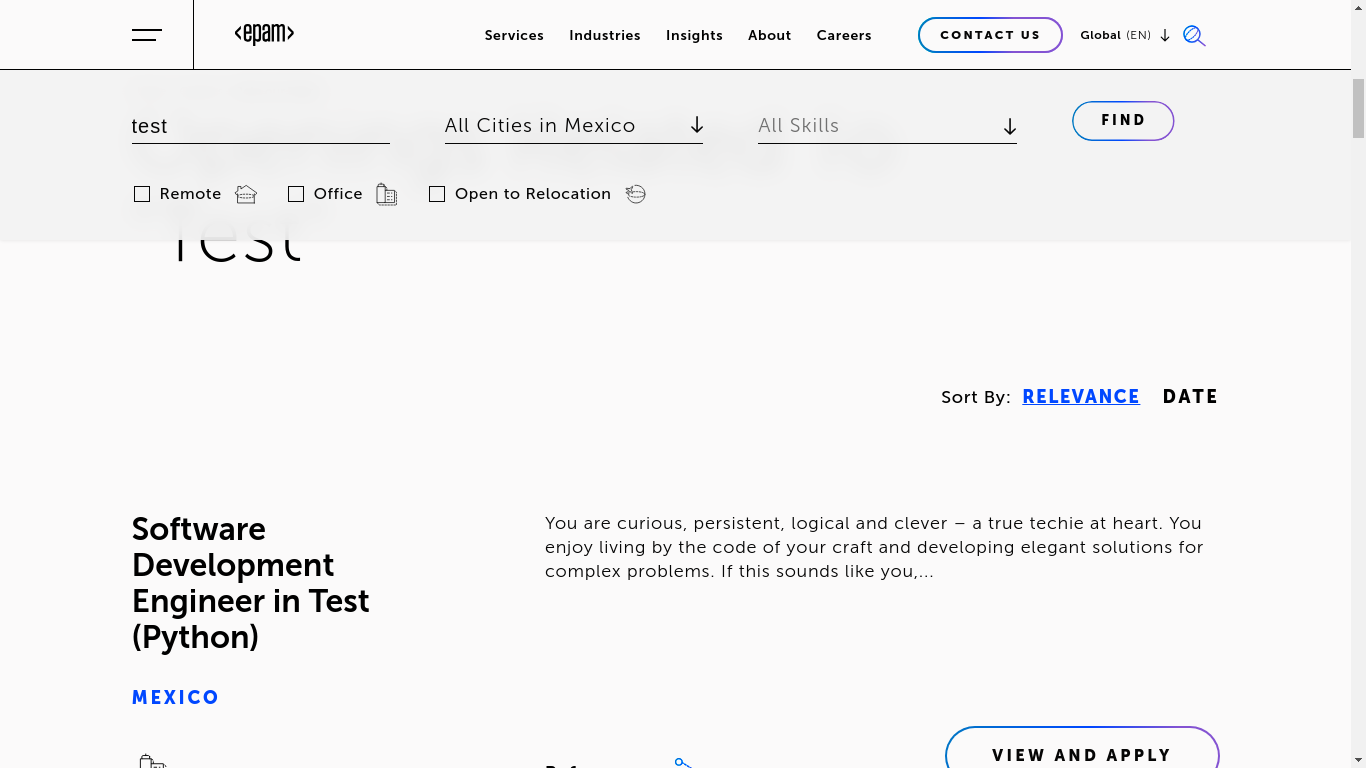 <epam>
Services Industries Insights About Careers CONTACT US Global (EN)
test All Cities in Mexico All Skills FIND
Remote Office Open to Relocation
Test
Sort By: RELEVANCE DATE
Software
Development
Engineer in Test
(Python)
You are curious, persistent, logical and clever – a true techie at heart. You
enjoy living by the code of your craft and developing elegant solutions for
complex problems. If this sounds like you,...
MEXICO
VIEW AND APPLY